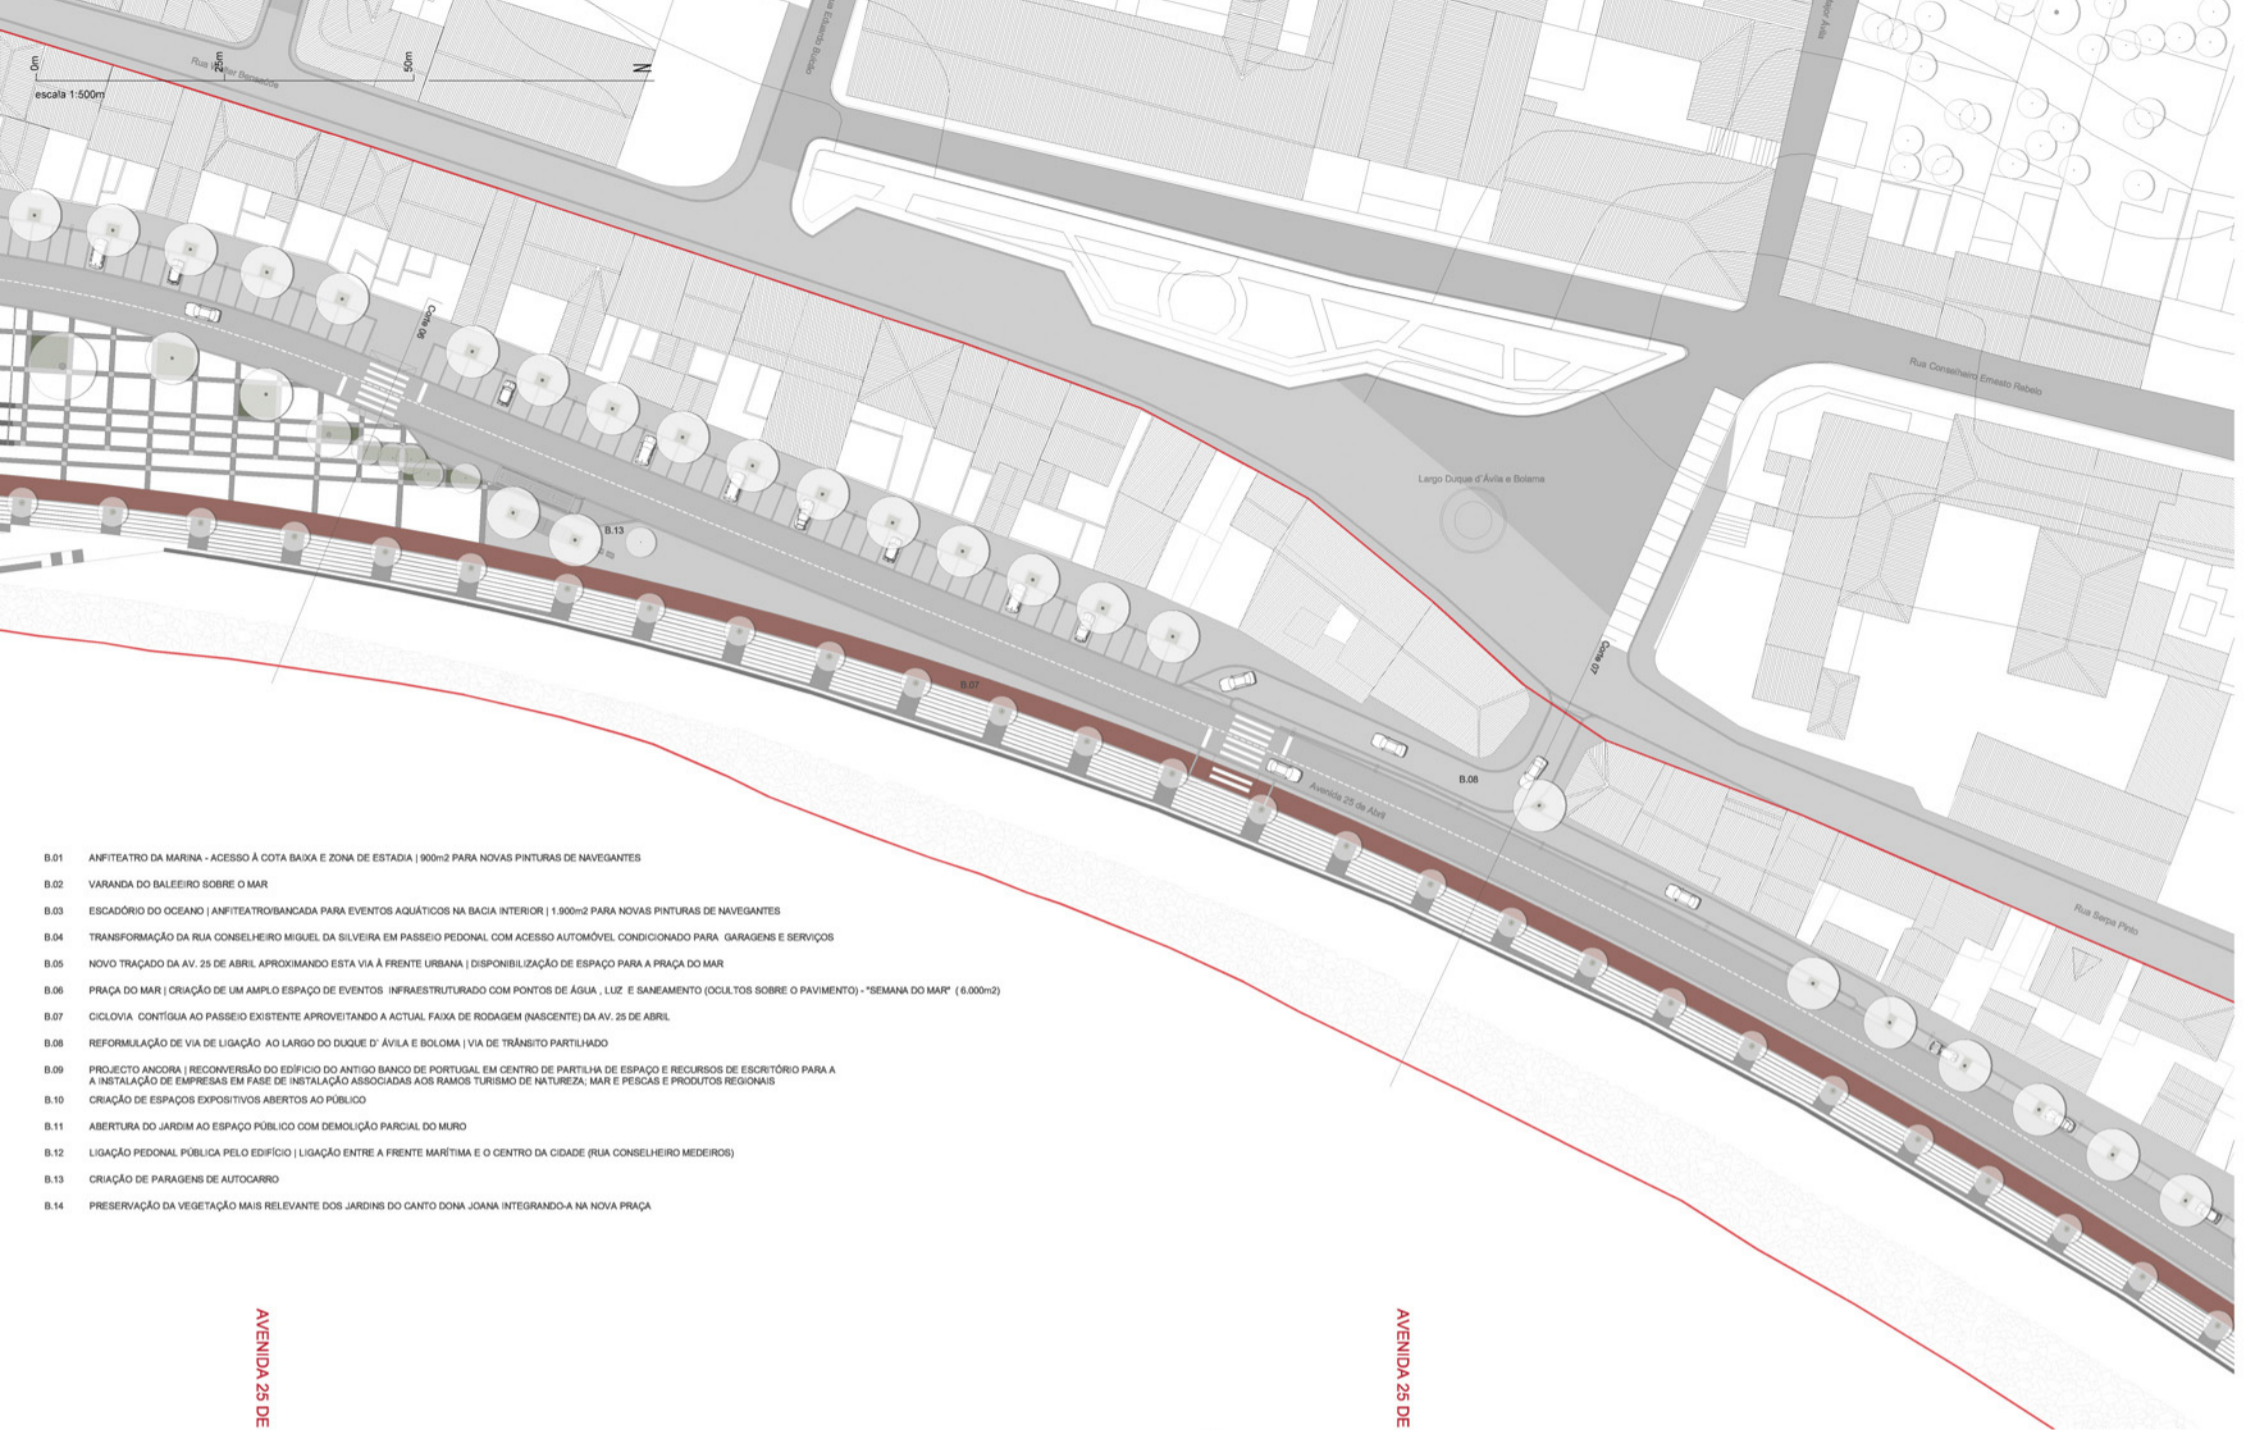 0m
25m
50m
N
escala 1:500m
Rua Walter Bensaúde
Rua Eduardo Bulcão
Major Ávila
Corte 06
Rua Conselheiro Ernesto Rebelo
Largo Duque d'Ávila e Bolama
B.13
B.07
Corte 07
B.08
Avenida 25 de Abril
Rua Serpa Pinto
B.01 ANFITEATRO DA MARINA - ACESSO À COTA BAIXA E ZONA DE ESTADIA | 900m2 PARA NOVAS PINTURAS DE NAVEGANTES
B.02 VARANDA DO BALEEIRO SOBRE O MAR
B.03 ESCADÓRIO DO OCEANO | ANFITEATRO/BANCADA PARA EVENTOS AQUÁTICOS NA BACIA INTERIOR | 1.900m2 PARA NOVAS PINTURAS DE NAVEGANTES
B.04 TRANSFORMAÇÃO DA RUA CONSELHEIRO MIGUEL DA SILVEIRA EM PASSEIO PEDONAL COM ACESSO AUTOMÓVEL CONDICIONADO PARA GARAGENS E SERVIÇOS
B.05 NOVO TRAÇADO DA AV. 25 DE ABRIL APROXIMANDO ESTA VIA À FRENTE URBANA | DISPONIBILIZAÇÃO DE ESPAÇO PARA A PRAÇA DO MAR
B.06 PRAÇA DO MAR | CRIAÇÃO DE UM AMPLO ESPAÇO DE EVENTOS INFRAESTRUTURADO COM PONTOS DE ÁGUA , LUZ E SANEAMENTO (OCULTOS SOBRE O PAVIMENTO) - "SEMANA DO MAR" ( 6.000m2)
B.07 CICLOVIA CONTÍGUA AO PASSEIO EXISTENTE APROVEITANDO A ACTUAL FAIXA DE RODAGEM (NASCENTE) DA AV. 25 DE ABRIL
B.08 REFORMULAÇÃO DE VIA DE LIGAÇÃO AO LARGO DO DUQUE D' ÁVILA E BOLOMA | VIA DE TRÂNSITO PARTILHADO
B.09 PROJECTO ANCORA | RECONVERSÃO DO EDÍFICIO DO ANTIGO BANCO DE PORTUGAL EM CENTRO DE PARTILHA DE ESPAÇO E RECURSOS DE ESCRITÓRIO PARA A
A INSTALAÇÃO DE EMPRESAS EM FASE DE INSTALAÇÃO ASSOCIADAS AOS RAMOS TURISMO DE NATUREZA; MAR E PESCAS E PRODUTOS REGIONAIS
B.10 CRIAÇÃO DE ESPAÇOS EXPOSITIVOS ABERTOS AO PÚBLICO
B.11 ABERTURA DO JARDIM AO ESPAÇO PÚBLICO COM DEMOLIÇÃO PARCIAL DO MURO
B.12 LIGAÇÃO PEDONAL PÚBLICA PELO EDIFÍCIO | LIGAÇÃO ENTRE A FRENTE MARÍTIMA E O CENTRO DA CIDADE (RUA CONSELHEIRO MEDEIROS)
B.13 CRIAÇÃO DE PARAGENS DE AUTOCARRO
B.14 PRESERVAÇÃO DA VEGETAÇÃO MAIS RELEVANTE DOS JARDINS DO CANTO DONA JOANA INTEGRANDO-A NA NOVA PRAÇA
AVENIDA 25 DE
AVENIDA 25 DE